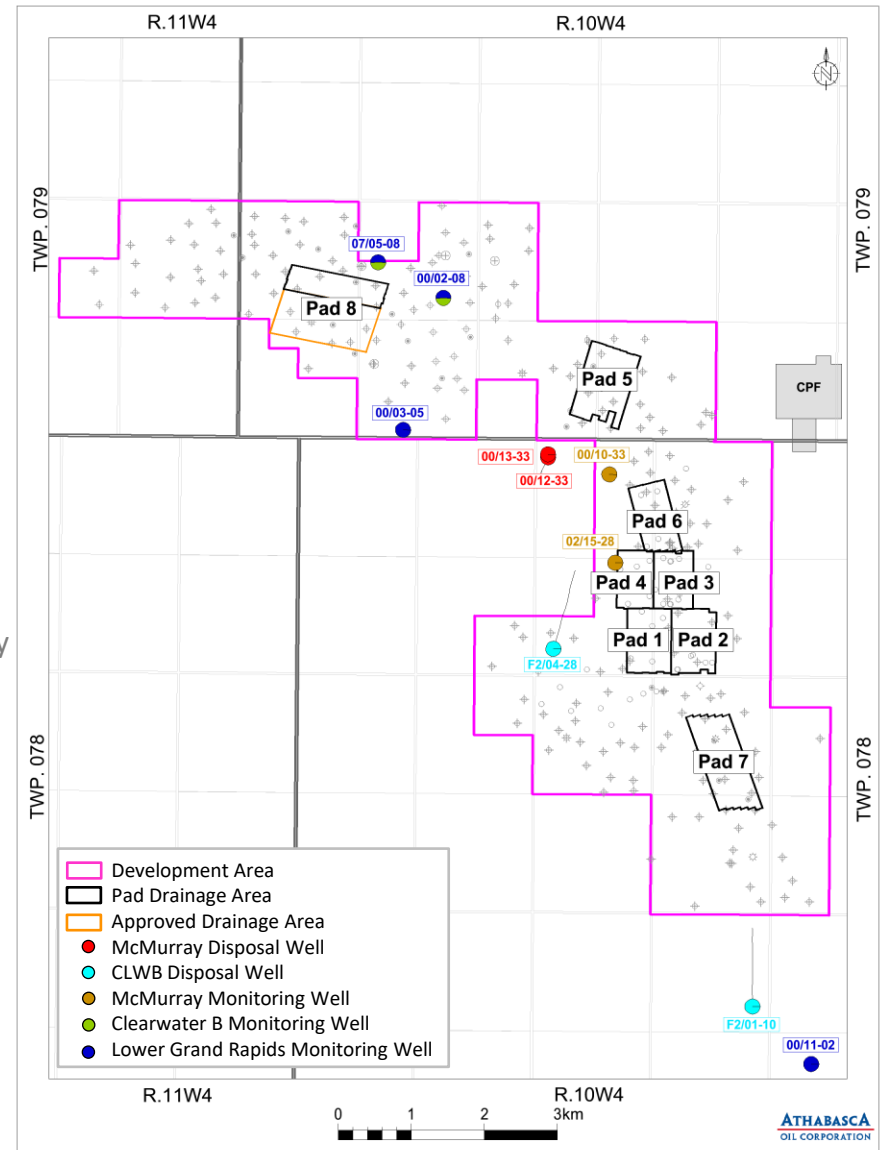 R.11W4
R.10W4
N
TWP. 079
TWP. 079
07/05-08
00/02-08
Pad 8
Pad 5
CPF
00/03-05
00/13-33
00/10-33
00/12-33
Pad 6
02/15-28
Pad 4
Pad 3
y
Pad 1
Pad 2
F2/04-28
TWP. 078
TWP. 078
Pad 7
Development Area
Pad Drainage Area
Approved Drainage Area
McMurray Disposal Well
CLWB Disposal Well
McMurray Monitoring Well
Clearwater B Monitoring Well
Lower Grand Rapids Monitoring Well
F2/01-10
00/11-02
R.11W4
R.10W4
0 1 2 3km
ATHABASCA
OIL CORPORATION